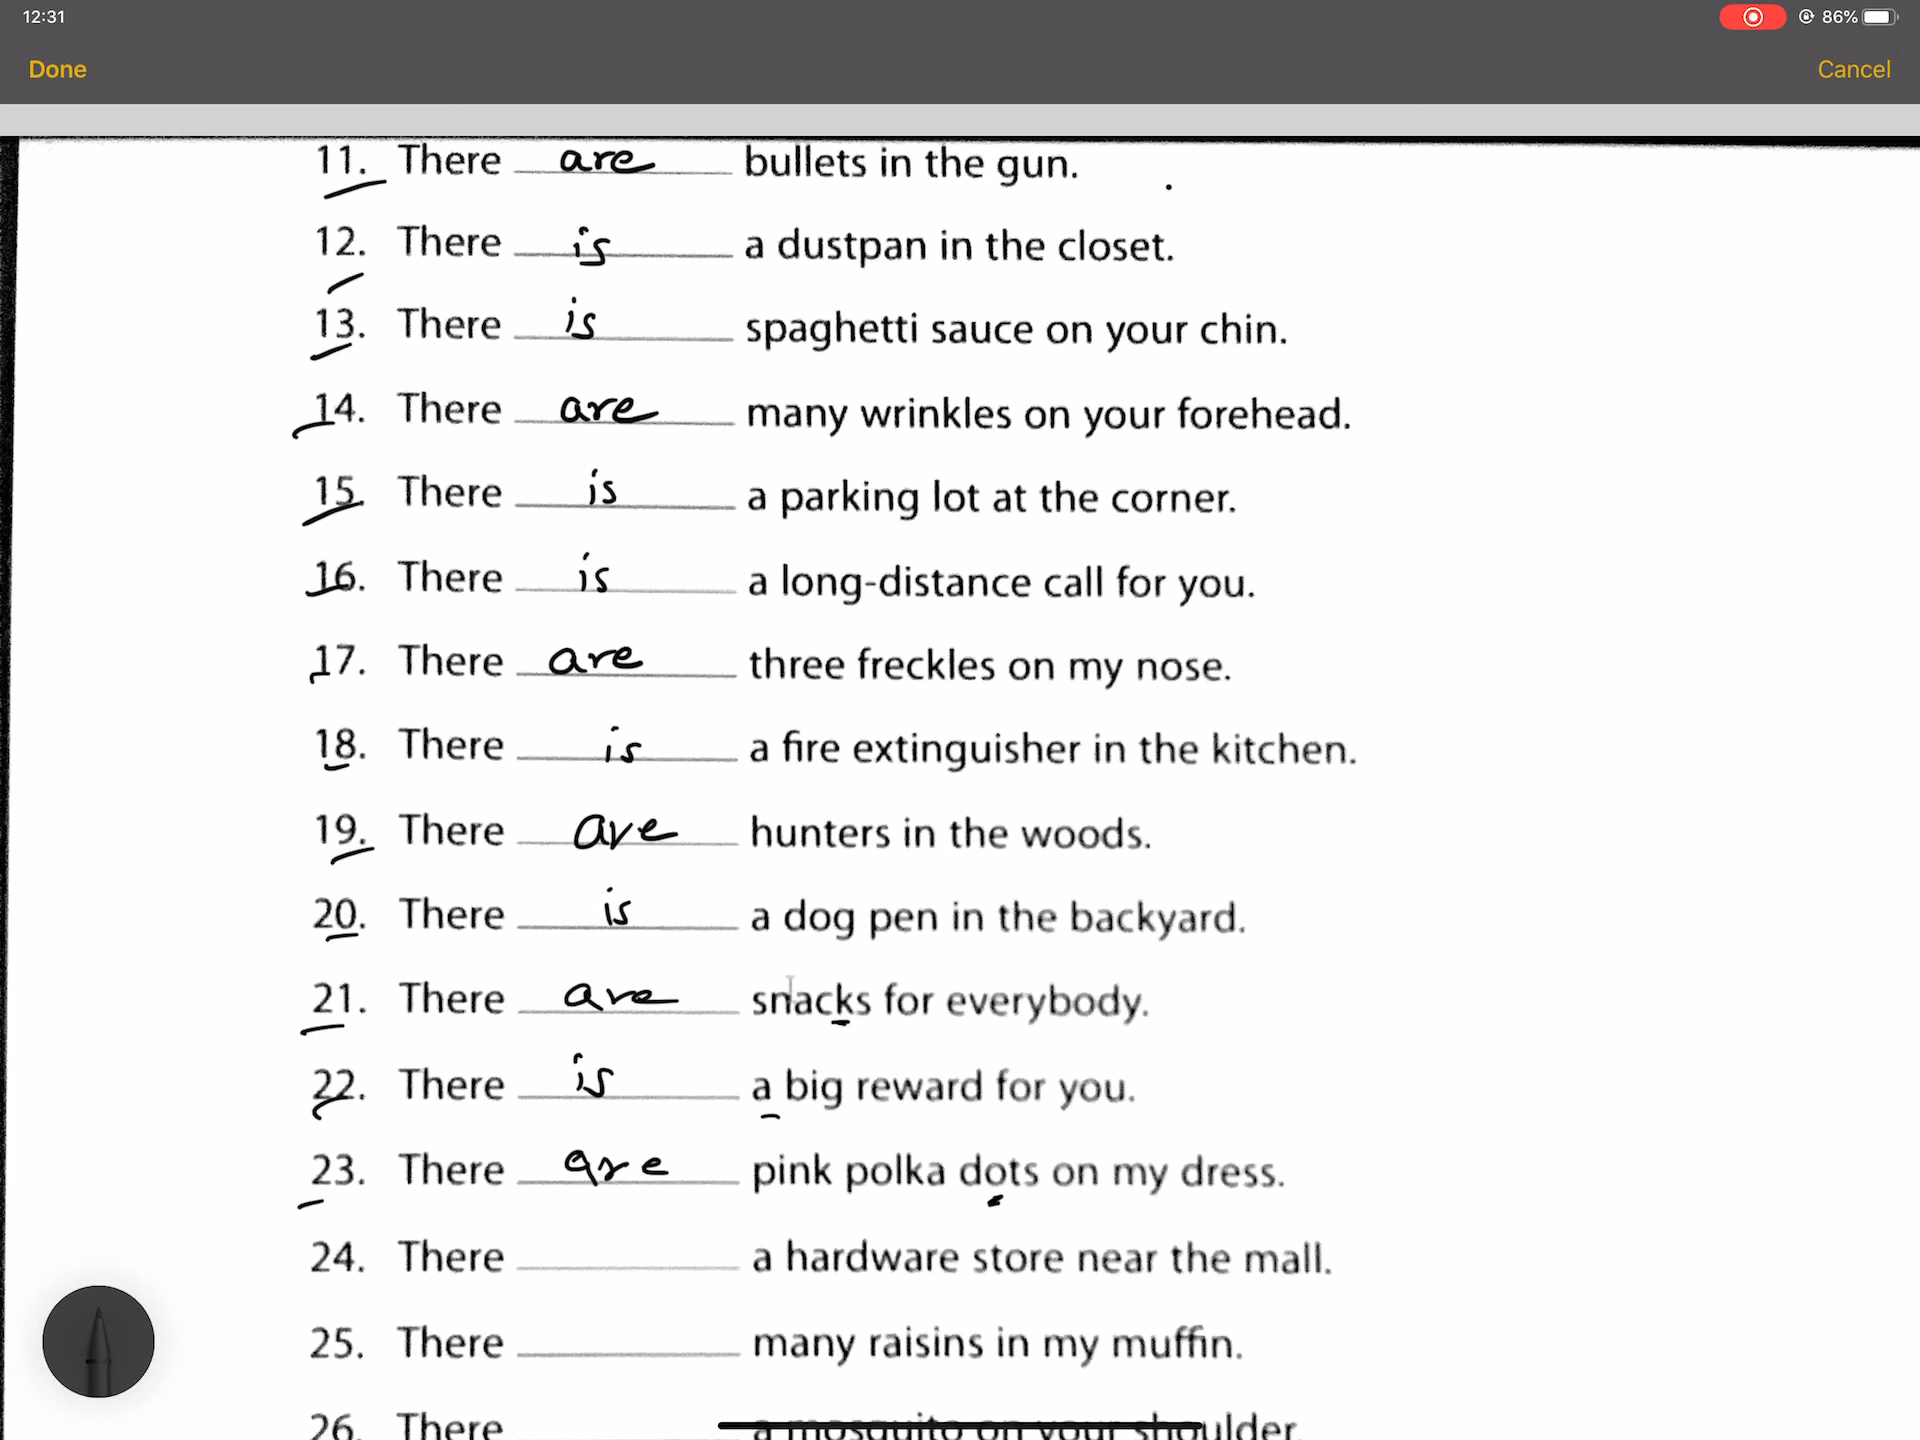 12:31
86%
Done
Cancel
11. There are bullets in the gun.
12. There is a dustpan in the closet.
13. There is spaghetti sauce on your chin.
14. There are many wrinkles on your forehead.
15. There is a parking lot at the corner.
16. There is a long-distance call for you.
17. There are three freckles on my nose.
18. There is a fire extinguisher in the kitchen.
19. There are hunters in the woods.
20. There is a dog pen in the backyard.
21. There are snacks for everybody.
22. There is a big reward for you.
23. There are pink polka dots on my dress.
24. There a hardware store near the mall.
25. There many raisins in my muffin.
26. There a mosquito on your shoulder.